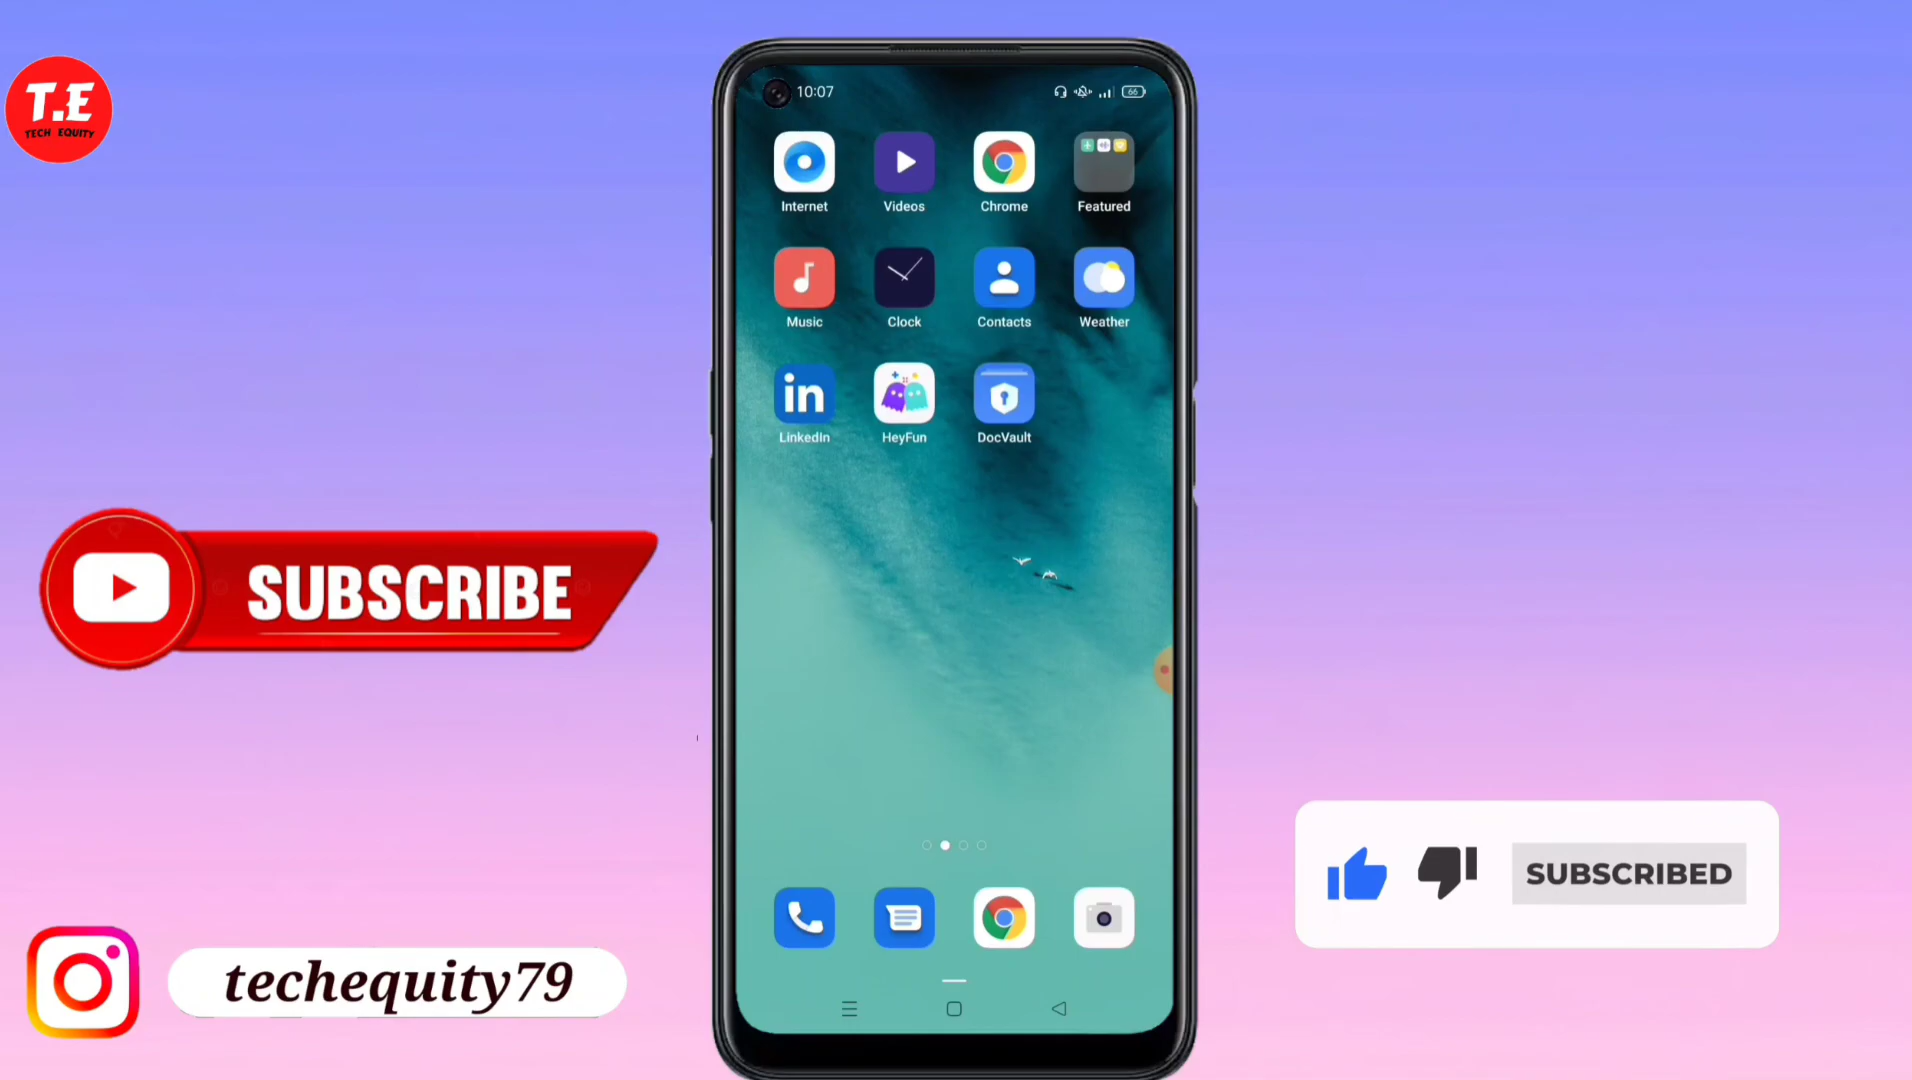 T.E
TECH EQUITY
10:07
66
Internet
Videos
Chrome
Featured
Music
Clock
Contacts
Weather
in
LinkedIn
HeyFun
DocVault
SUBSCRIBE
SUBSCRIBED
techequity79